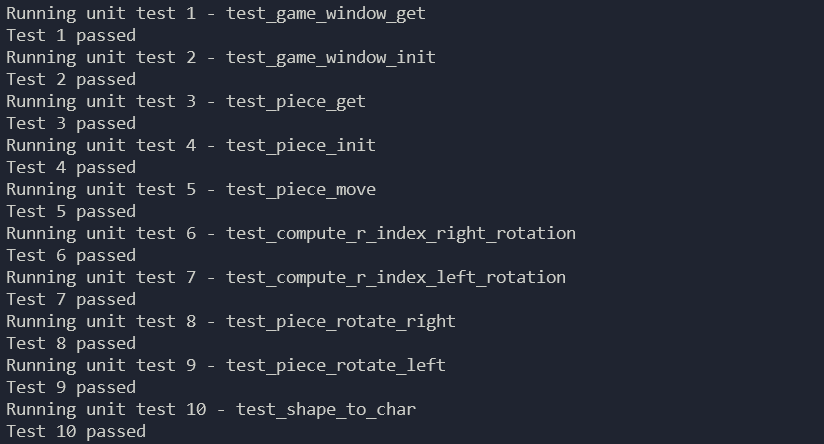 Running unit test 1 - test_game_window_get
Test 1 passed
Running unit test 2 - test_game_window_init
Test 2 passed
Running unit test 3 - test_piece_get
Test 3 passed
Running unit test 4 - test_piece_init
Test 4 passed
Running unit test 5 - test_piece_move
Test 5 passed
Running unit test 6 - test_compute_r_index_right_rotation
Test 6 passed
Running unit test 7 - test_compute_r_index_left_rotation
Test 7 passed
Running unit test 8 - test_piece_rotate_right
Test 8 passed
Running unit test 9 - test_piece_rotate_left
Test 9 passed
Running unit test 10 - test_shape_to_char
Test 10 passed